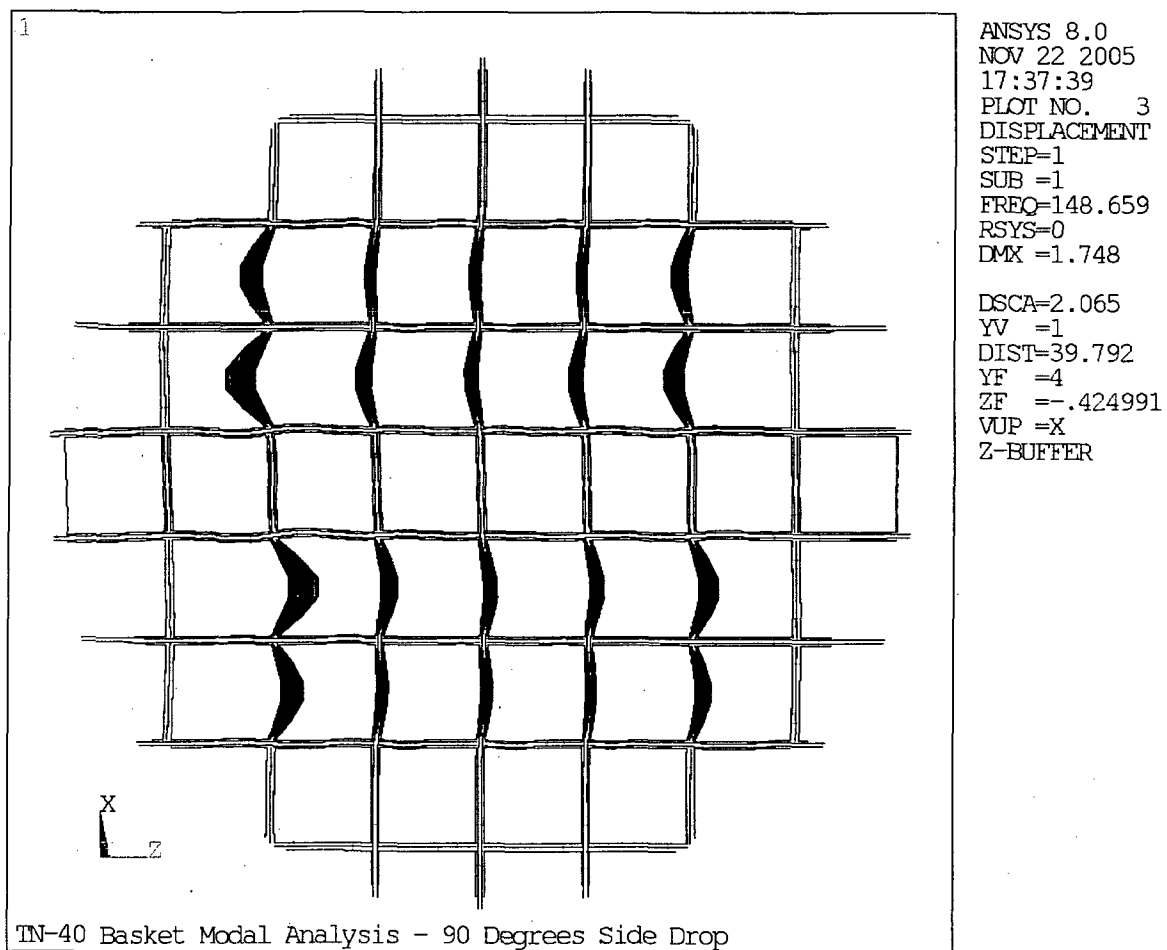 1
ANSYS 8.0
NOV 22 2005
17:37:39
PLOT NO. 3
DISPLACEMENT
STEP=1
SUB =1
FREQ=148.659
RSYS=0
DMX =1.748
DSCA=2.065
YV =1
DIST=39.792
YF =4
ZF =-.424991
VUP =X
Z-BUFFER
X
Z
TN-40 Basket Modal Analysis - 90 Degrees Side Drop